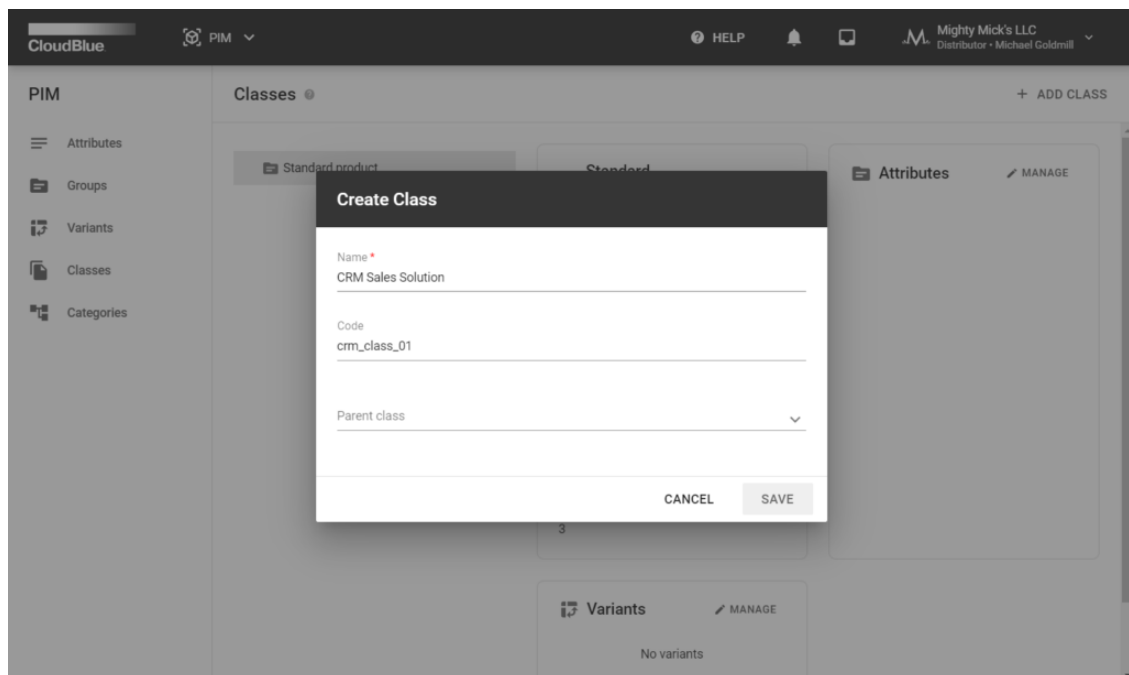 CloudBlue
PIM
HELP
Mighty Mick's LLC
Distributor • Michael Goldmill
PIM
Classes
+ ADD CLASS
Attributes
Groups
Variants
Classes
Categories
Standard product
Standard
Attributes
MANAGE
Create Class
Name *
CRM Sales Solution
Code
crm_class_01
Parent class
CANCEL
SAVE
3
Variants
MANAGE
No variants